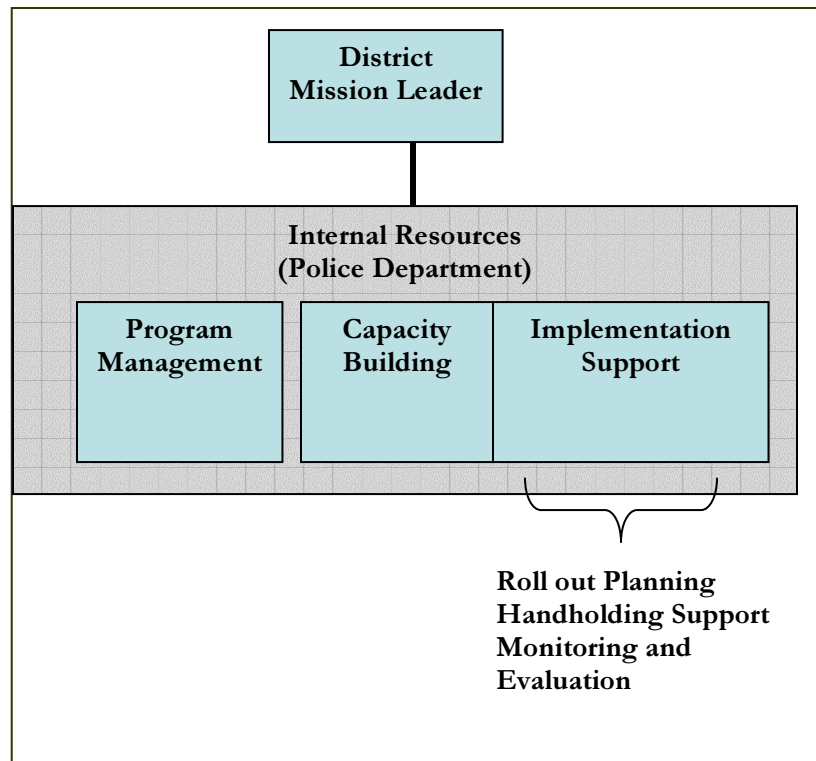 District
Mission Leader
Internal Resources
(Police Department)
Program
Management
Capacity
Building
Implementation
Support
Roll out Planning
Handholding Support
Monitoring and
Evaluation